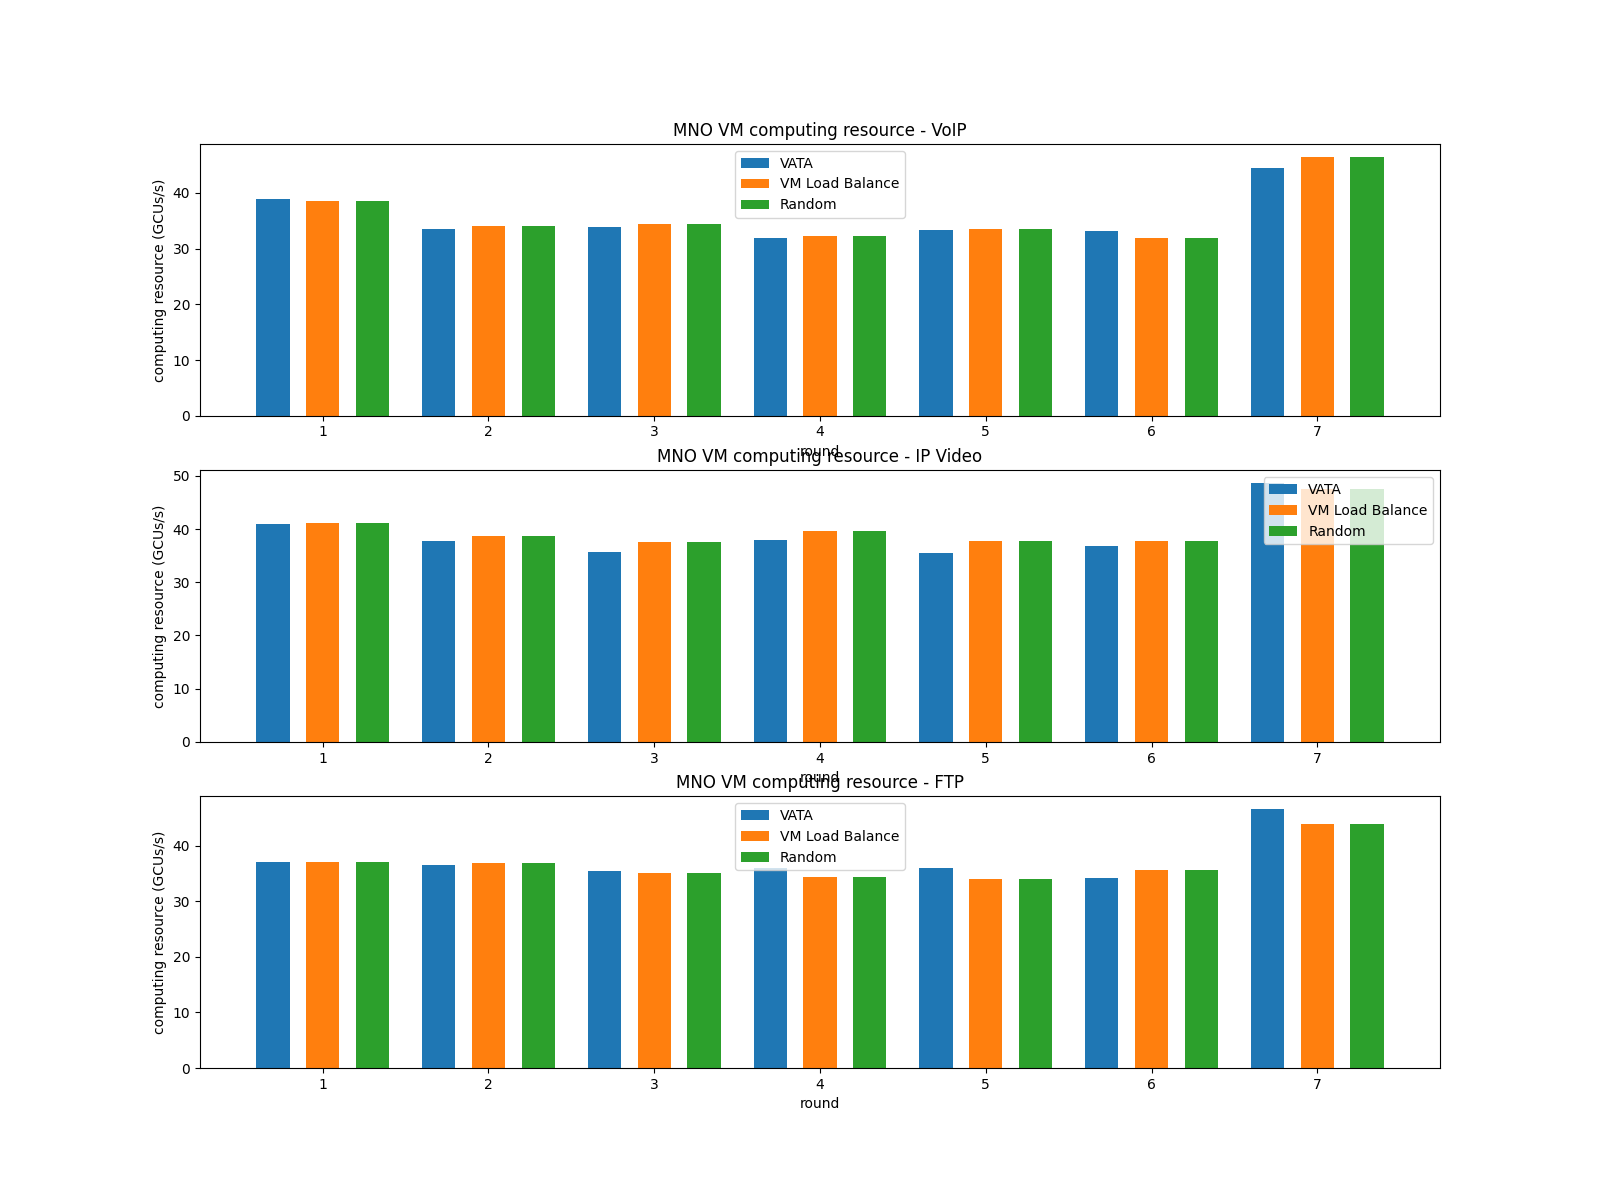 MNO VM computing resource - VoIP
computing resource (GCUs/s)
40
30
20
10
0
VATA
VM Load Balance
Random
1 2 3 4 5 6 7
round
MNO VM computing resource - IP Video
computing resource (GCUs/s)
50
40
30
20
10
0
VATA
VM Load Balance
Random
1 2 3 4 5 6 7
round
MNO VM computing resource - FTP
computing resource (GCUs/s)
40
30
20
10
0
VATA
VM Load Balance
Random
1 2 3 4 5 6 7
round